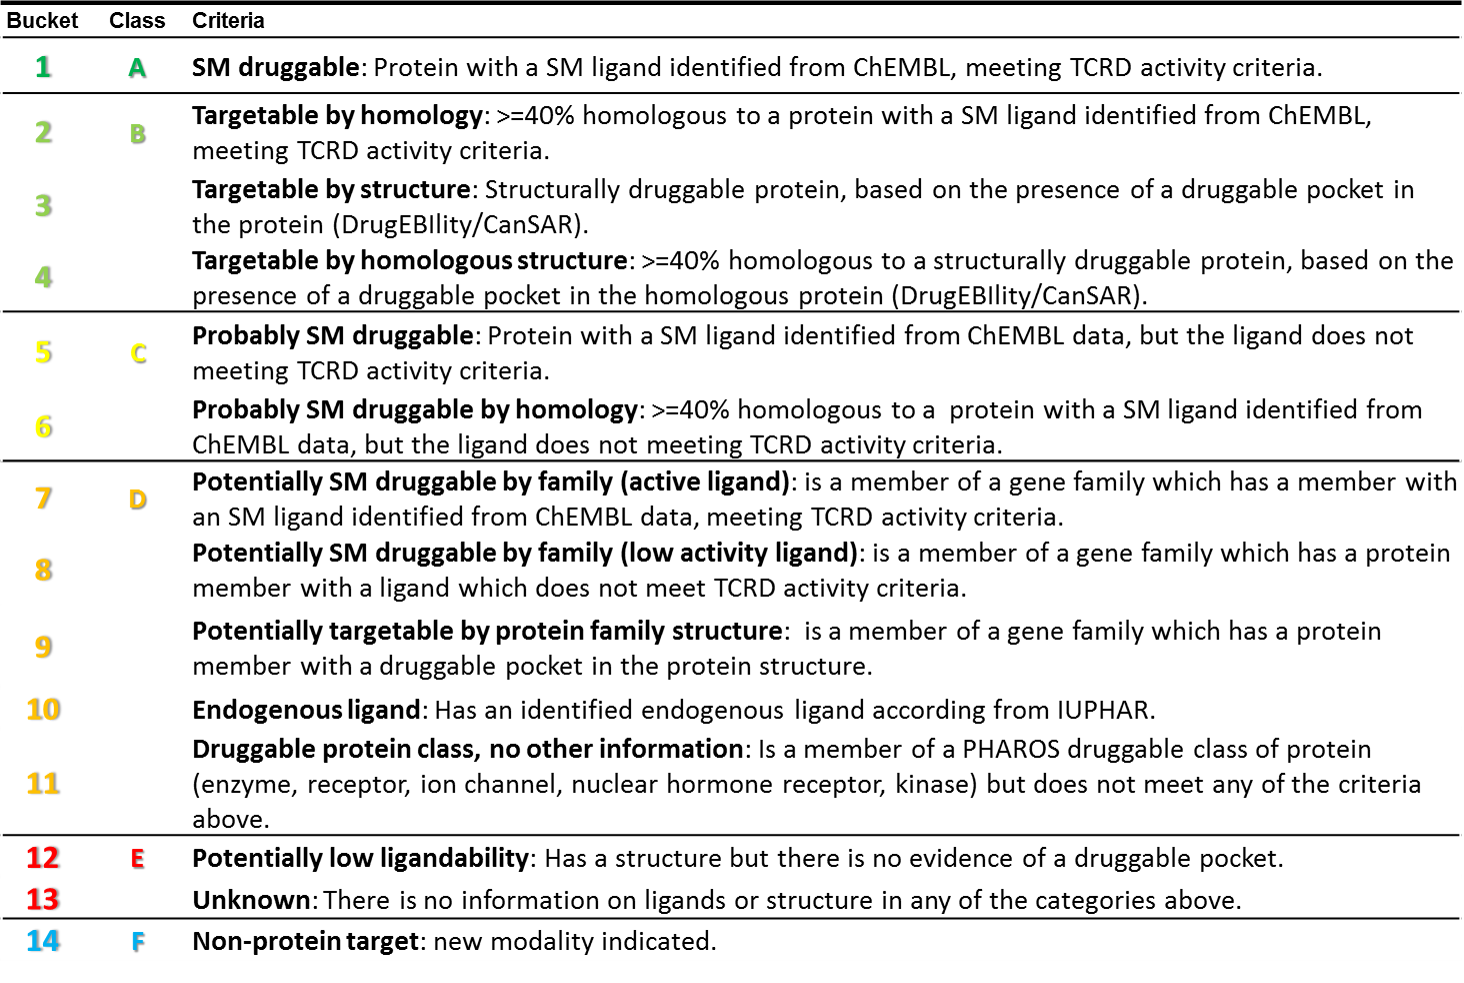 Bucket Class Criteria
1 A SM druggable: Protein with a SM ligand identified from ChEMBL, meeting TCRD activity criteria.
2 B Targetable by homology: >=40% homologous to a protein with a SM ligand identified from ChEMBL,
meeting TCRD activity criteria.
3 Targetable by structure: Structurally druggable protein, based on the presence of a druggable pocket in
the protein (DrugEBIlity/CanSAR).
4 Targetable by homologous structure: >=40% homologous to a structurally druggable protein, based on the
presence of a druggable pocket in the homologous protein (DrugEBIlity/CanSAR).
5 C Probably SM druggable: Protein with a SM ligand identified from ChEMBL data, but the ligand does not
meeting TCRD activity criteria.
6 Probably SM druggable by homology: >=40% homologous to a protein with a SM ligand identified from
ChEMBL data, but the ligand does not meeting TCRD activity criteria.
7 D Potentially SM druggable by family (active ligand): is a member of a gene family which has a member with
an SM ligand identified from ChEMBL data, meeting TCRD activity criteria.
8 Potentially SM druggable by family (low activity ligand): is a member of a gene family which has a protein
member with a ligand which does not meet TCRD activity criteria.
9 Potentially targetable by protein family structure: is a member of a gene family which has a protein
member with a druggable pocket in the protein structure.
10 Endogenous ligand: Has an identified endogenous ligand according from IUPHAR.
11 Druggable protein class, no other information: Is a member of a PHAROS druggable class of protein
(enzyme, receptor, ion channel, nuclear hormone receptor, kinase) but does not meet any of the criteria
above.
12 E Potentially low ligandability: Has a structure but there is no evidence of a druggable pocket.
13 Unknown: There is no information on ligands or structure in any of the categories above.
14 F Non-protein target: new modality indicated.